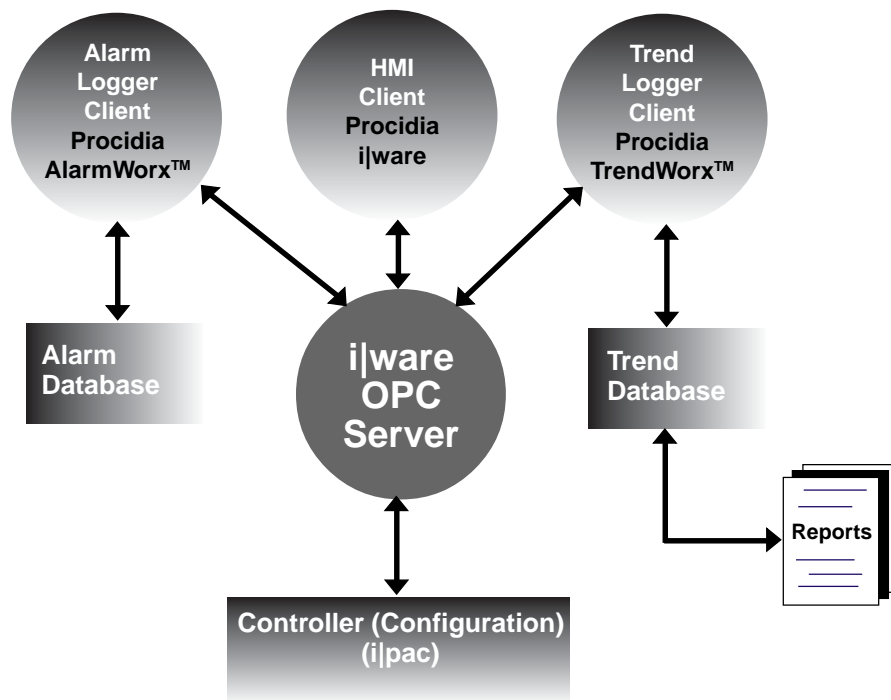 Alarm
Logger
Client
Procidia
AlarmWorx™
HMI
Client
Procidia
i|ware
Trend
Logger
Client
Procidia
TrendWorx™
Alarm
Database
i|ware
OPC
Server
Trend
Database
Reports
Controller (Configuration)
(i|pac)